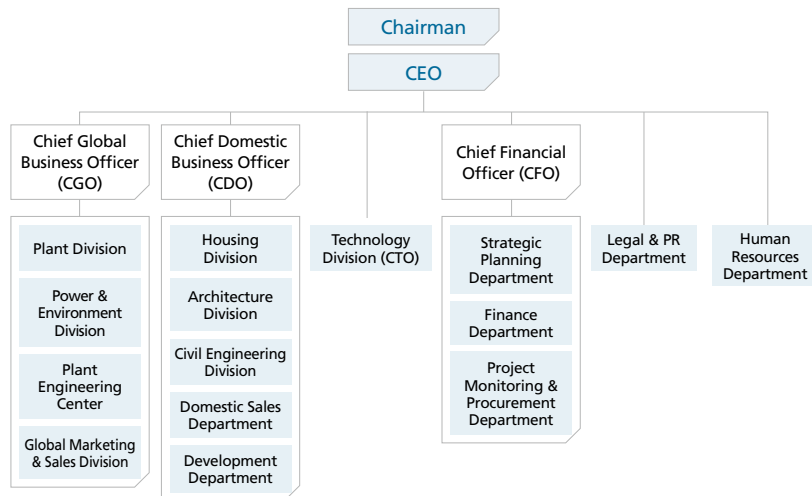 Chairman
CEO
Chief Global
Business Officer
(CGO)
Plant Division
Power &
Environment
Division
Plant
Engineering
Center
Global Marketing
& Sales Division
Chief Domestic
Business Officer
(CDO)
Housing
Division
Architecture
Division
Civil Engineering
Division
Domestic Sales
Department
Development
Department
Technology
Division (CTO)
Chief Financial
Officer (CFO)
Strategic
Planning
Department
Finance
Department
Project
Monitoring &
Procurement
Department
Legal & PR
Department
Human
Resources
Department